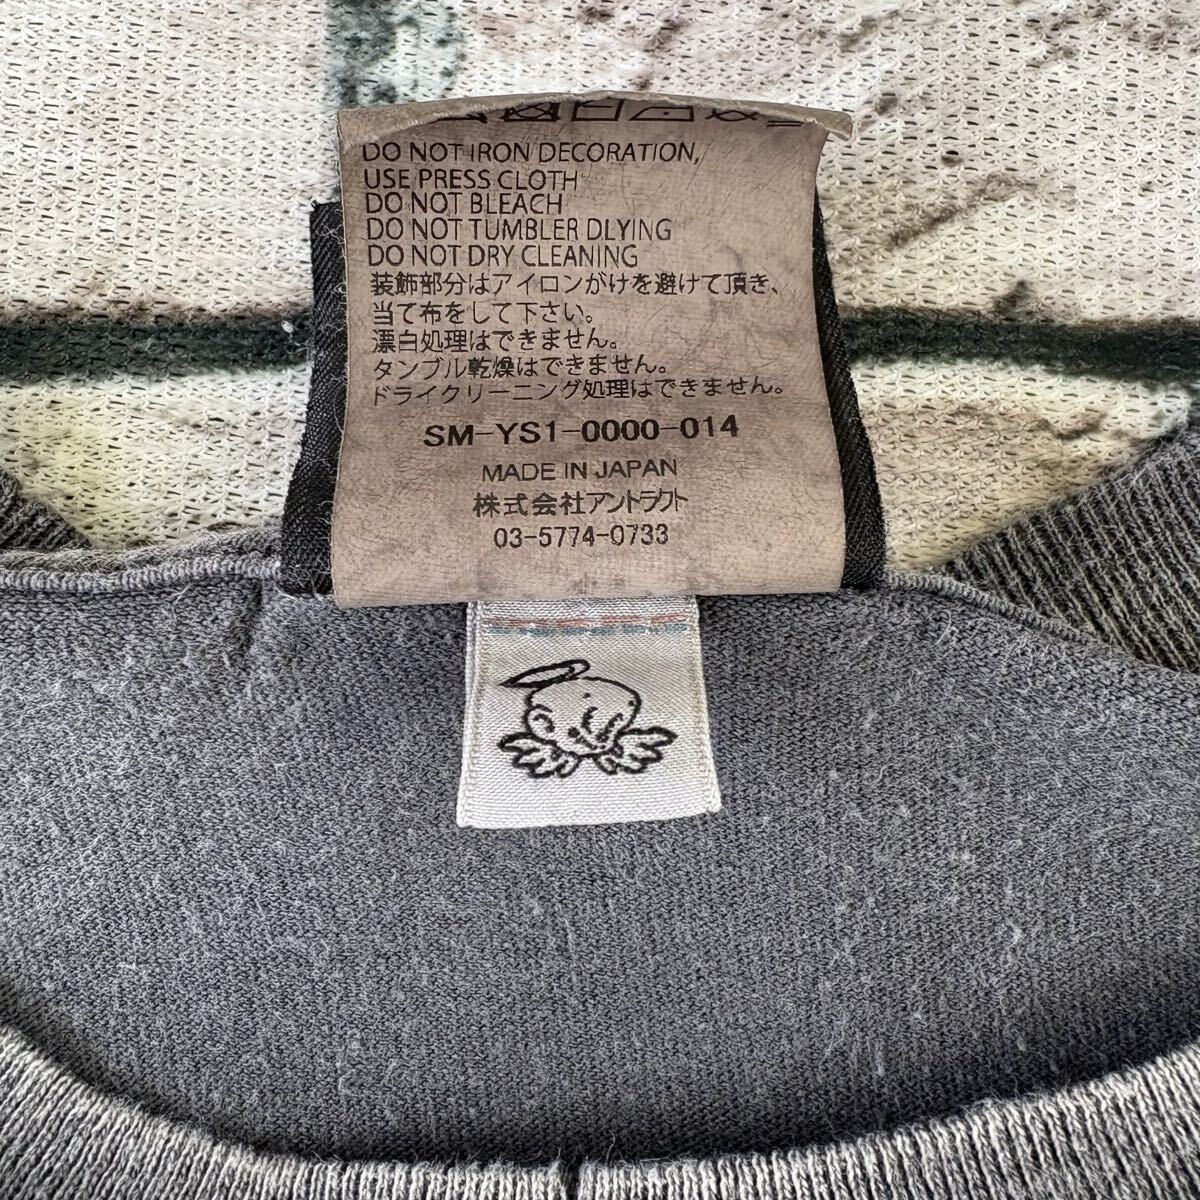 DO NOT IRON DECORATION,
USE PRESS CLOTH
DO NOT BLEACH
DO NOT TUMBLER DLYING
DO NOT DRY CLEANING
装飾部分はアイロンがけを避けて頂き、
当て布をして下さい。
漂白処理はできません。
タンブル乾燥はできません。
ドライクリーニング処理はできません。
SM-YS1-0000-014
MADE IN JAPAN
株式会社アントラクト
03-5774-0733